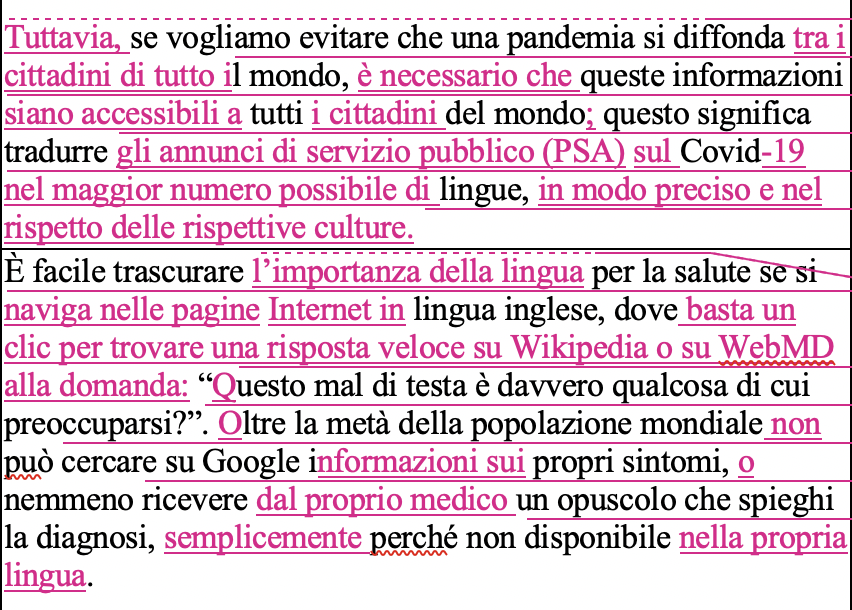 Tuttavia, se vogliamo evitare che una pandemia si diffonda tra i
cittadini di tutto il mondo, è necessario che queste informazioni
siano accessibili a tutti i cittadini del mondo; questo significa
tradurre gli annunci di servizio pubblico (PSA) sul Covid-19
nel maggior numero possibile di lingue, in modo preciso e nel
rispetto delle rispettive culture.
È facile trascurare l’importanza della lingua per la salute se si
naviga nelle pagine Internet in lingua inglese, dove basta un
clic per trovare una risposta veloce su Wikipedia o su WebMD
alla domanda: “Questo mal di testa è davvero qualcosa di cui
preoccuparsi?”. Oltre la metà della popolazione mondiale non
può cercare su Google informazioni sui propri sintomi, o
nemmeno ricevere dal proprio medico un opuscolo che spieghi
la diagnosi, semplicemente perché non disponibile nella propria
lingua.